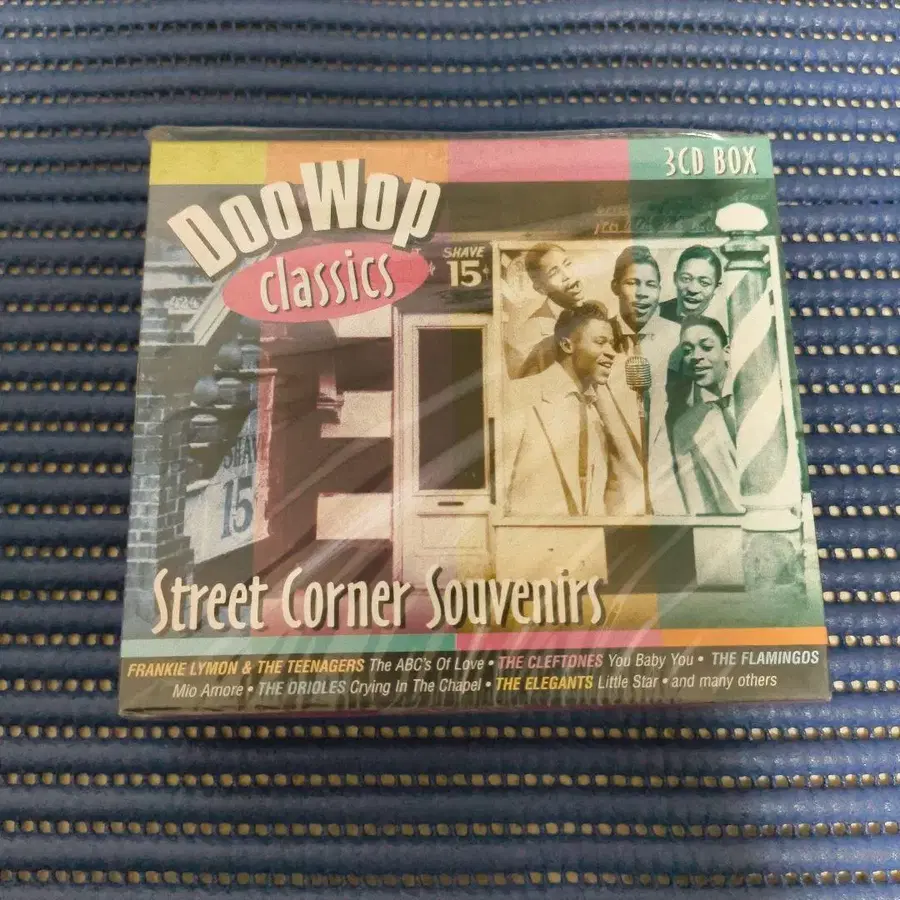 3CD BOX
DooWop
classics
SHAVE
15
424
SHAV
15
Street Corner Souvenirs
FRANKIE LYMON & THE TEENAGERS The ABC's Of Love • THE CLEFTONES You Baby You • THE FLAMINGOS
Mio Amore • THE ORIOLES Crying In The Chapel • THE ELEGANTS Little Star • and many others